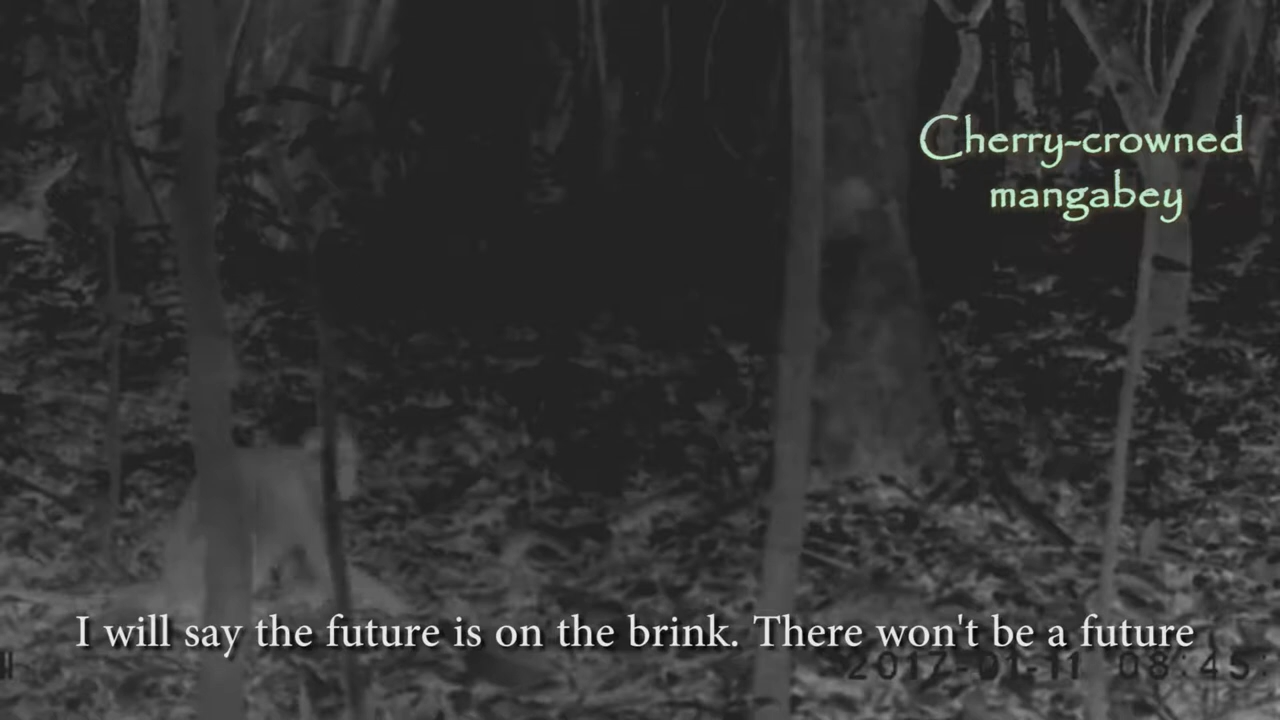 Cherry-crowned
mangabey
I will say the future is on the brink. There won't be a future
2017-01-11 08:45: